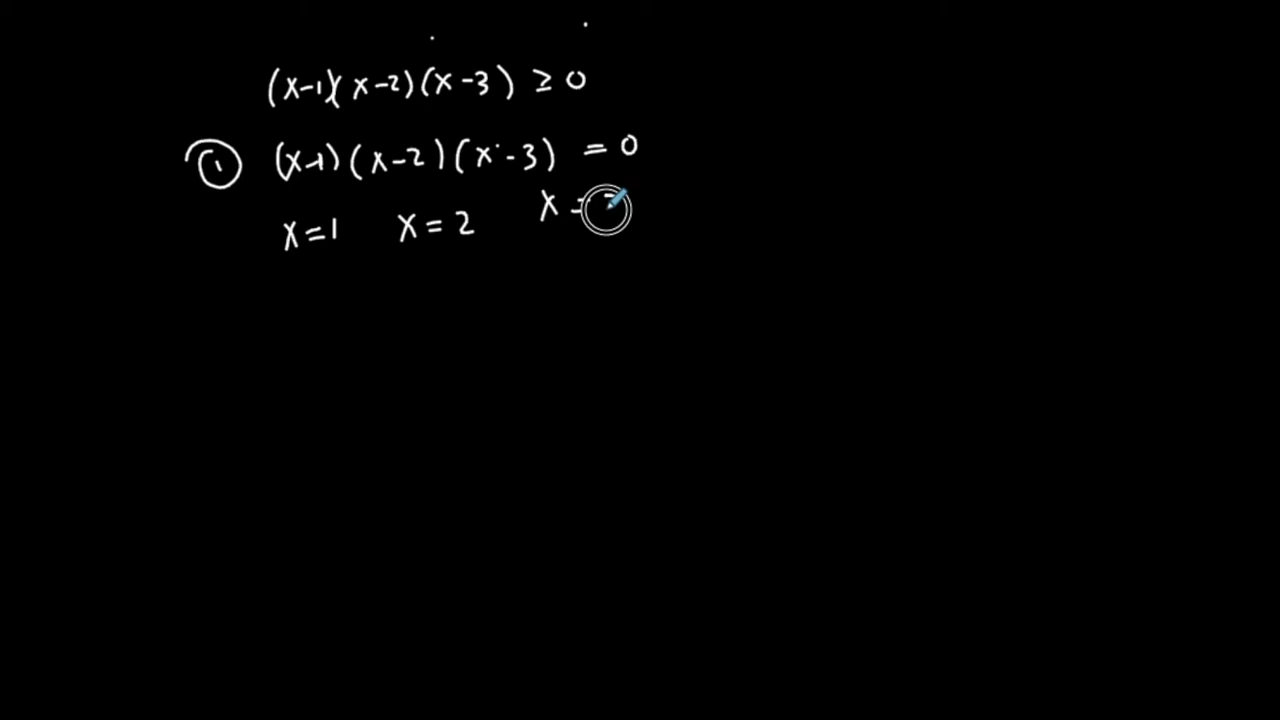 (x-1)(x-2)(x-3) ≥ 0
① (x-1)(x-2)(x-3) = 0
x=1 x=2 x=